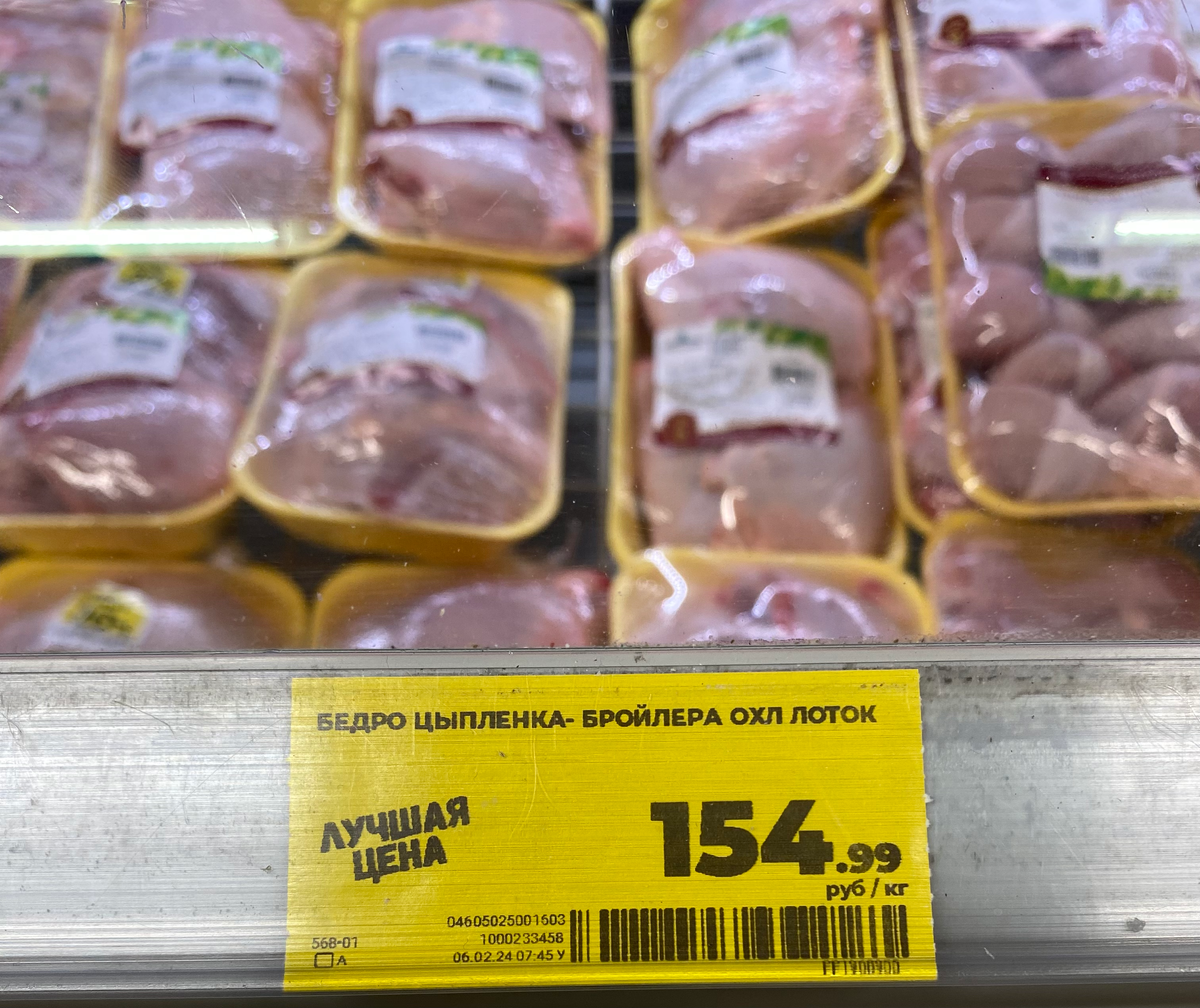 БЕДРО ЦЫПЛЕНКА- БРОЙЛЕРА ОХЛ ЛОТОК
ЛУЧШАЯ
ЦЕНА
154.99
руб / кг
04605025001603
568-01
1000233458
А
06.02.24 07:45 У